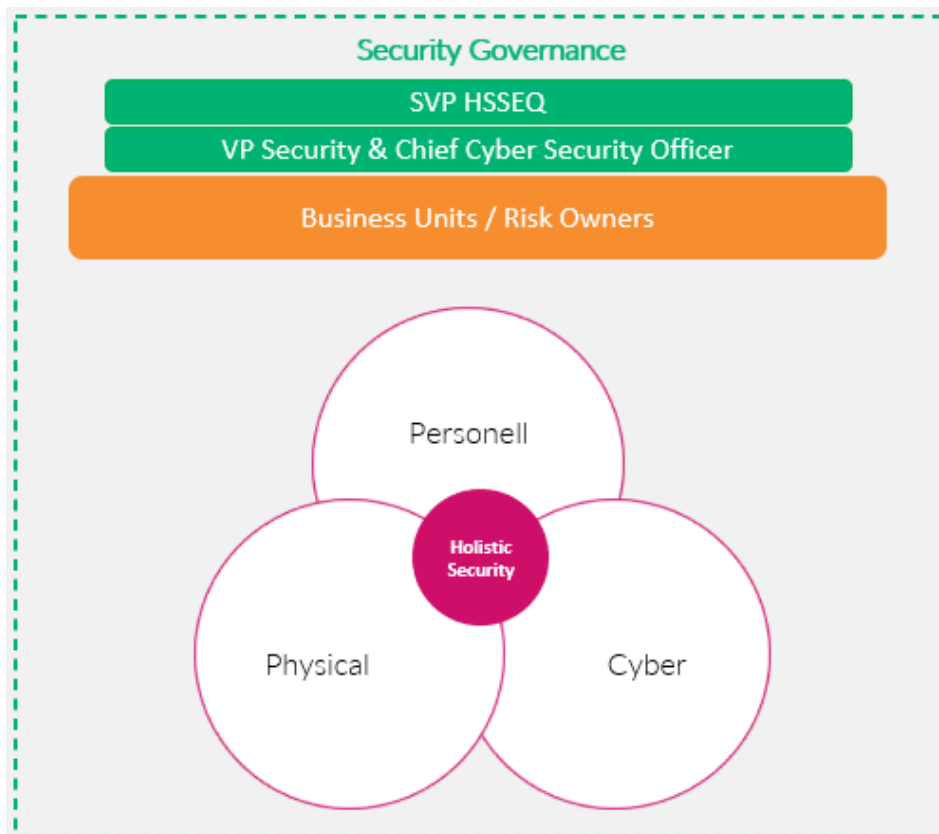 Security Governance
SVP HSSEQ
VP Security & Chief Cyber Security Officer
Business Units / Risk Owners
Personell
Holistic
Security
Physical
Cyber